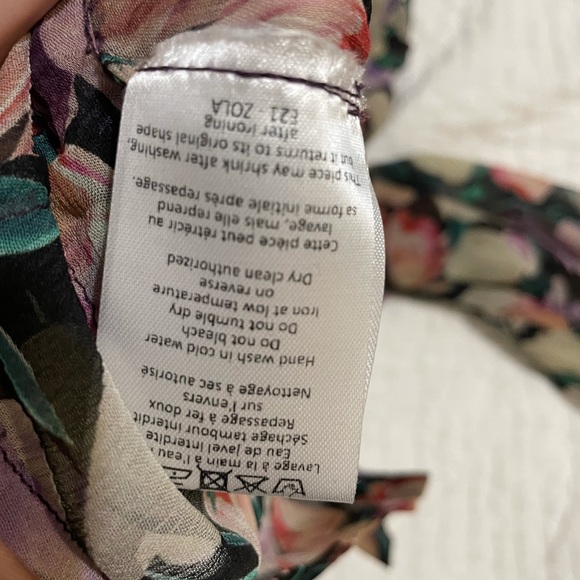 Lavage à la main à l'eau
Eau de javel interdite
Séchage tambour interdit
Repassage à fer doux
sur l'envers
Nettoyage à sec autorisé
Hand wash in cold water
Do not bleach
Do not tumble dry
Iron at low temperature
on reverse
Dry clean authorized
Cette pièce peut rétrécir au
lavage, mais elle reprend
sa forme initiale après repassage.
This piece may shrink after washing,
but it returns to its original shape
after ironing
E21 - ZOLA